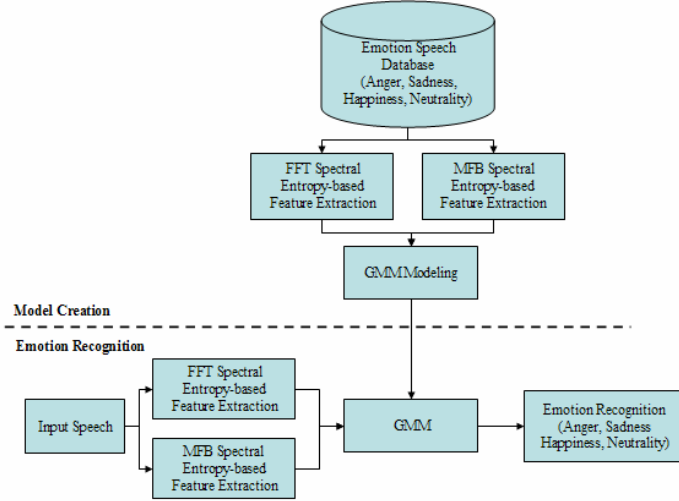 Emotion Speech
Database
(Anger, Sadness,
Happiness, Neutrality)
FFT Spectral
Entropy-based
Feature Extraction
MFB Spectral
Entropy-based
Feature Extraction
GMM Modeling
Model Creation
Emotion Recognition
Input Speech
FFT Spectral
Entropy-based
Feature Extraction
MFB Spectral
Entropy-based
Feature Extraction
GMM
Emotion Recognition
(Anger, Sadness
Happiness, Neutrality)